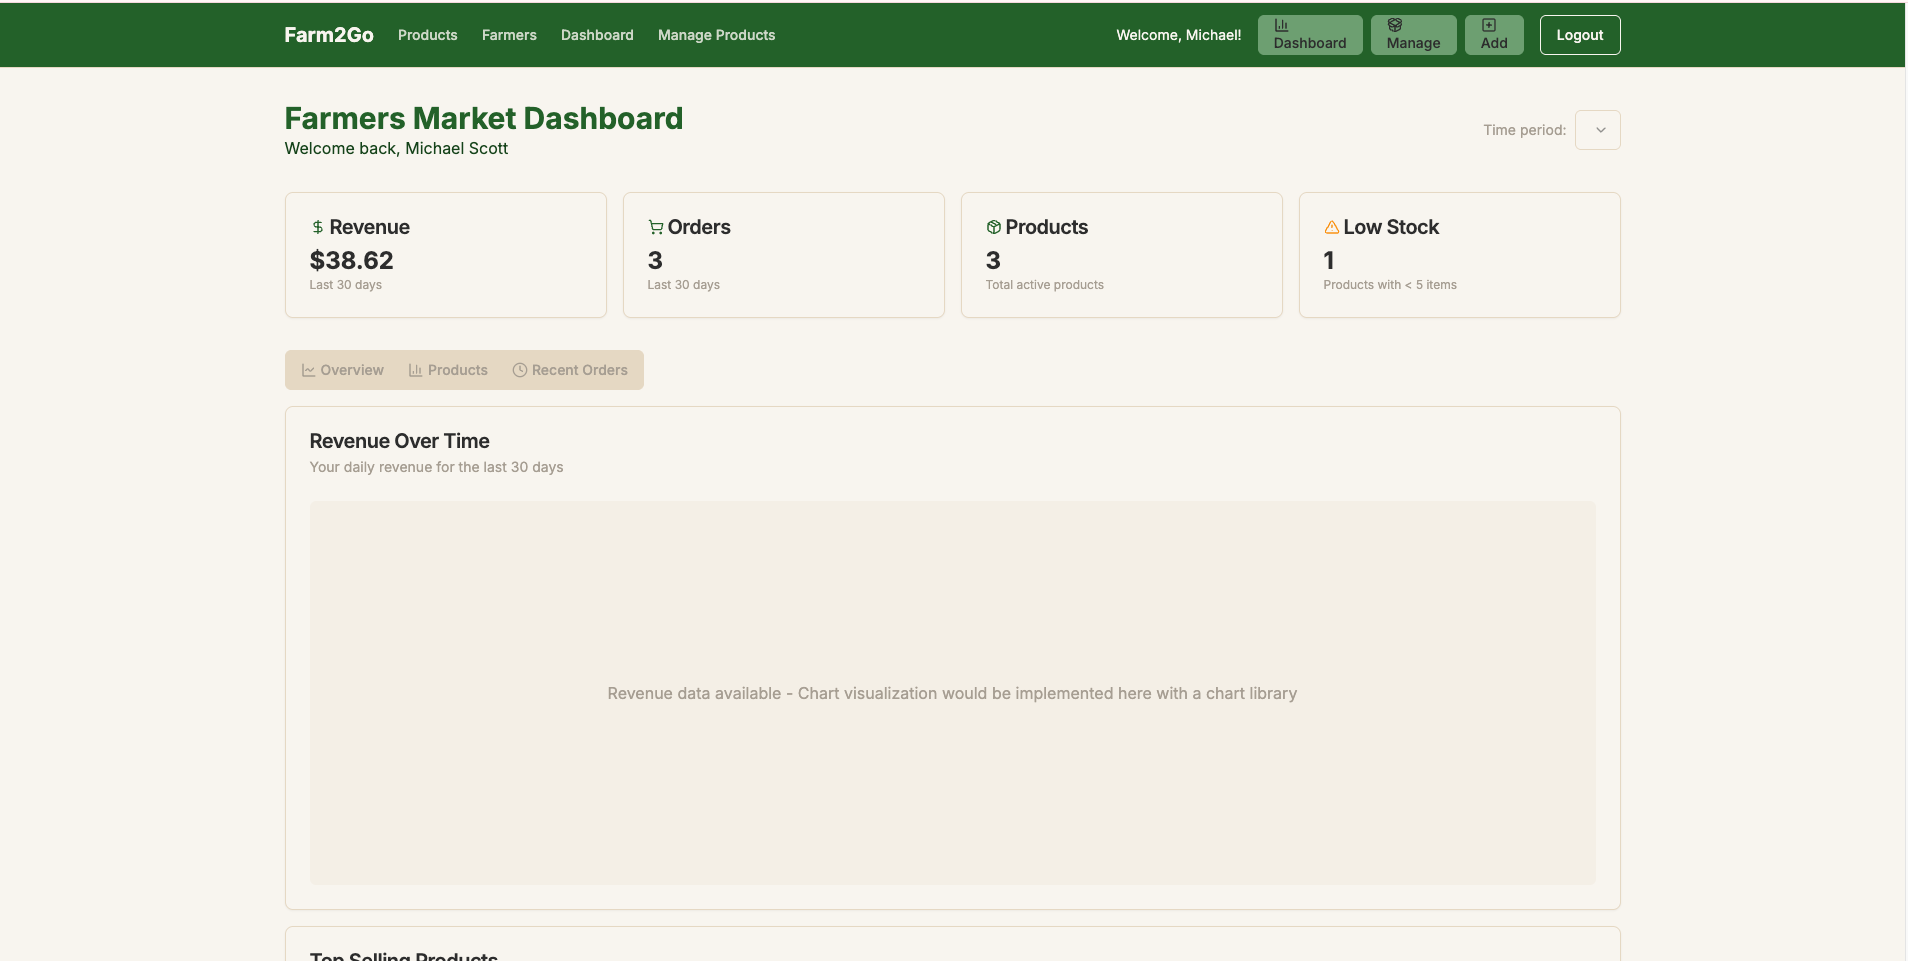 Farm2Go Products Farmers Dashboard Manage Products Welcome, Michael! Dashboard Manage Add Logout
Farmers Market Dashboard
Welcome back, Michael Scott
Time period:
Revenue
$38.62
Last 30 days
Orders
3
Last 30 days
Products
3
Total active products
Low Stock
1
Products with < 5 items
Overview Products Recent Orders
Revenue Over Time
Your daily revenue for the last 30 days
Revenue data available - Chart visualization would be implemented here with a chart library
Top Selling Products